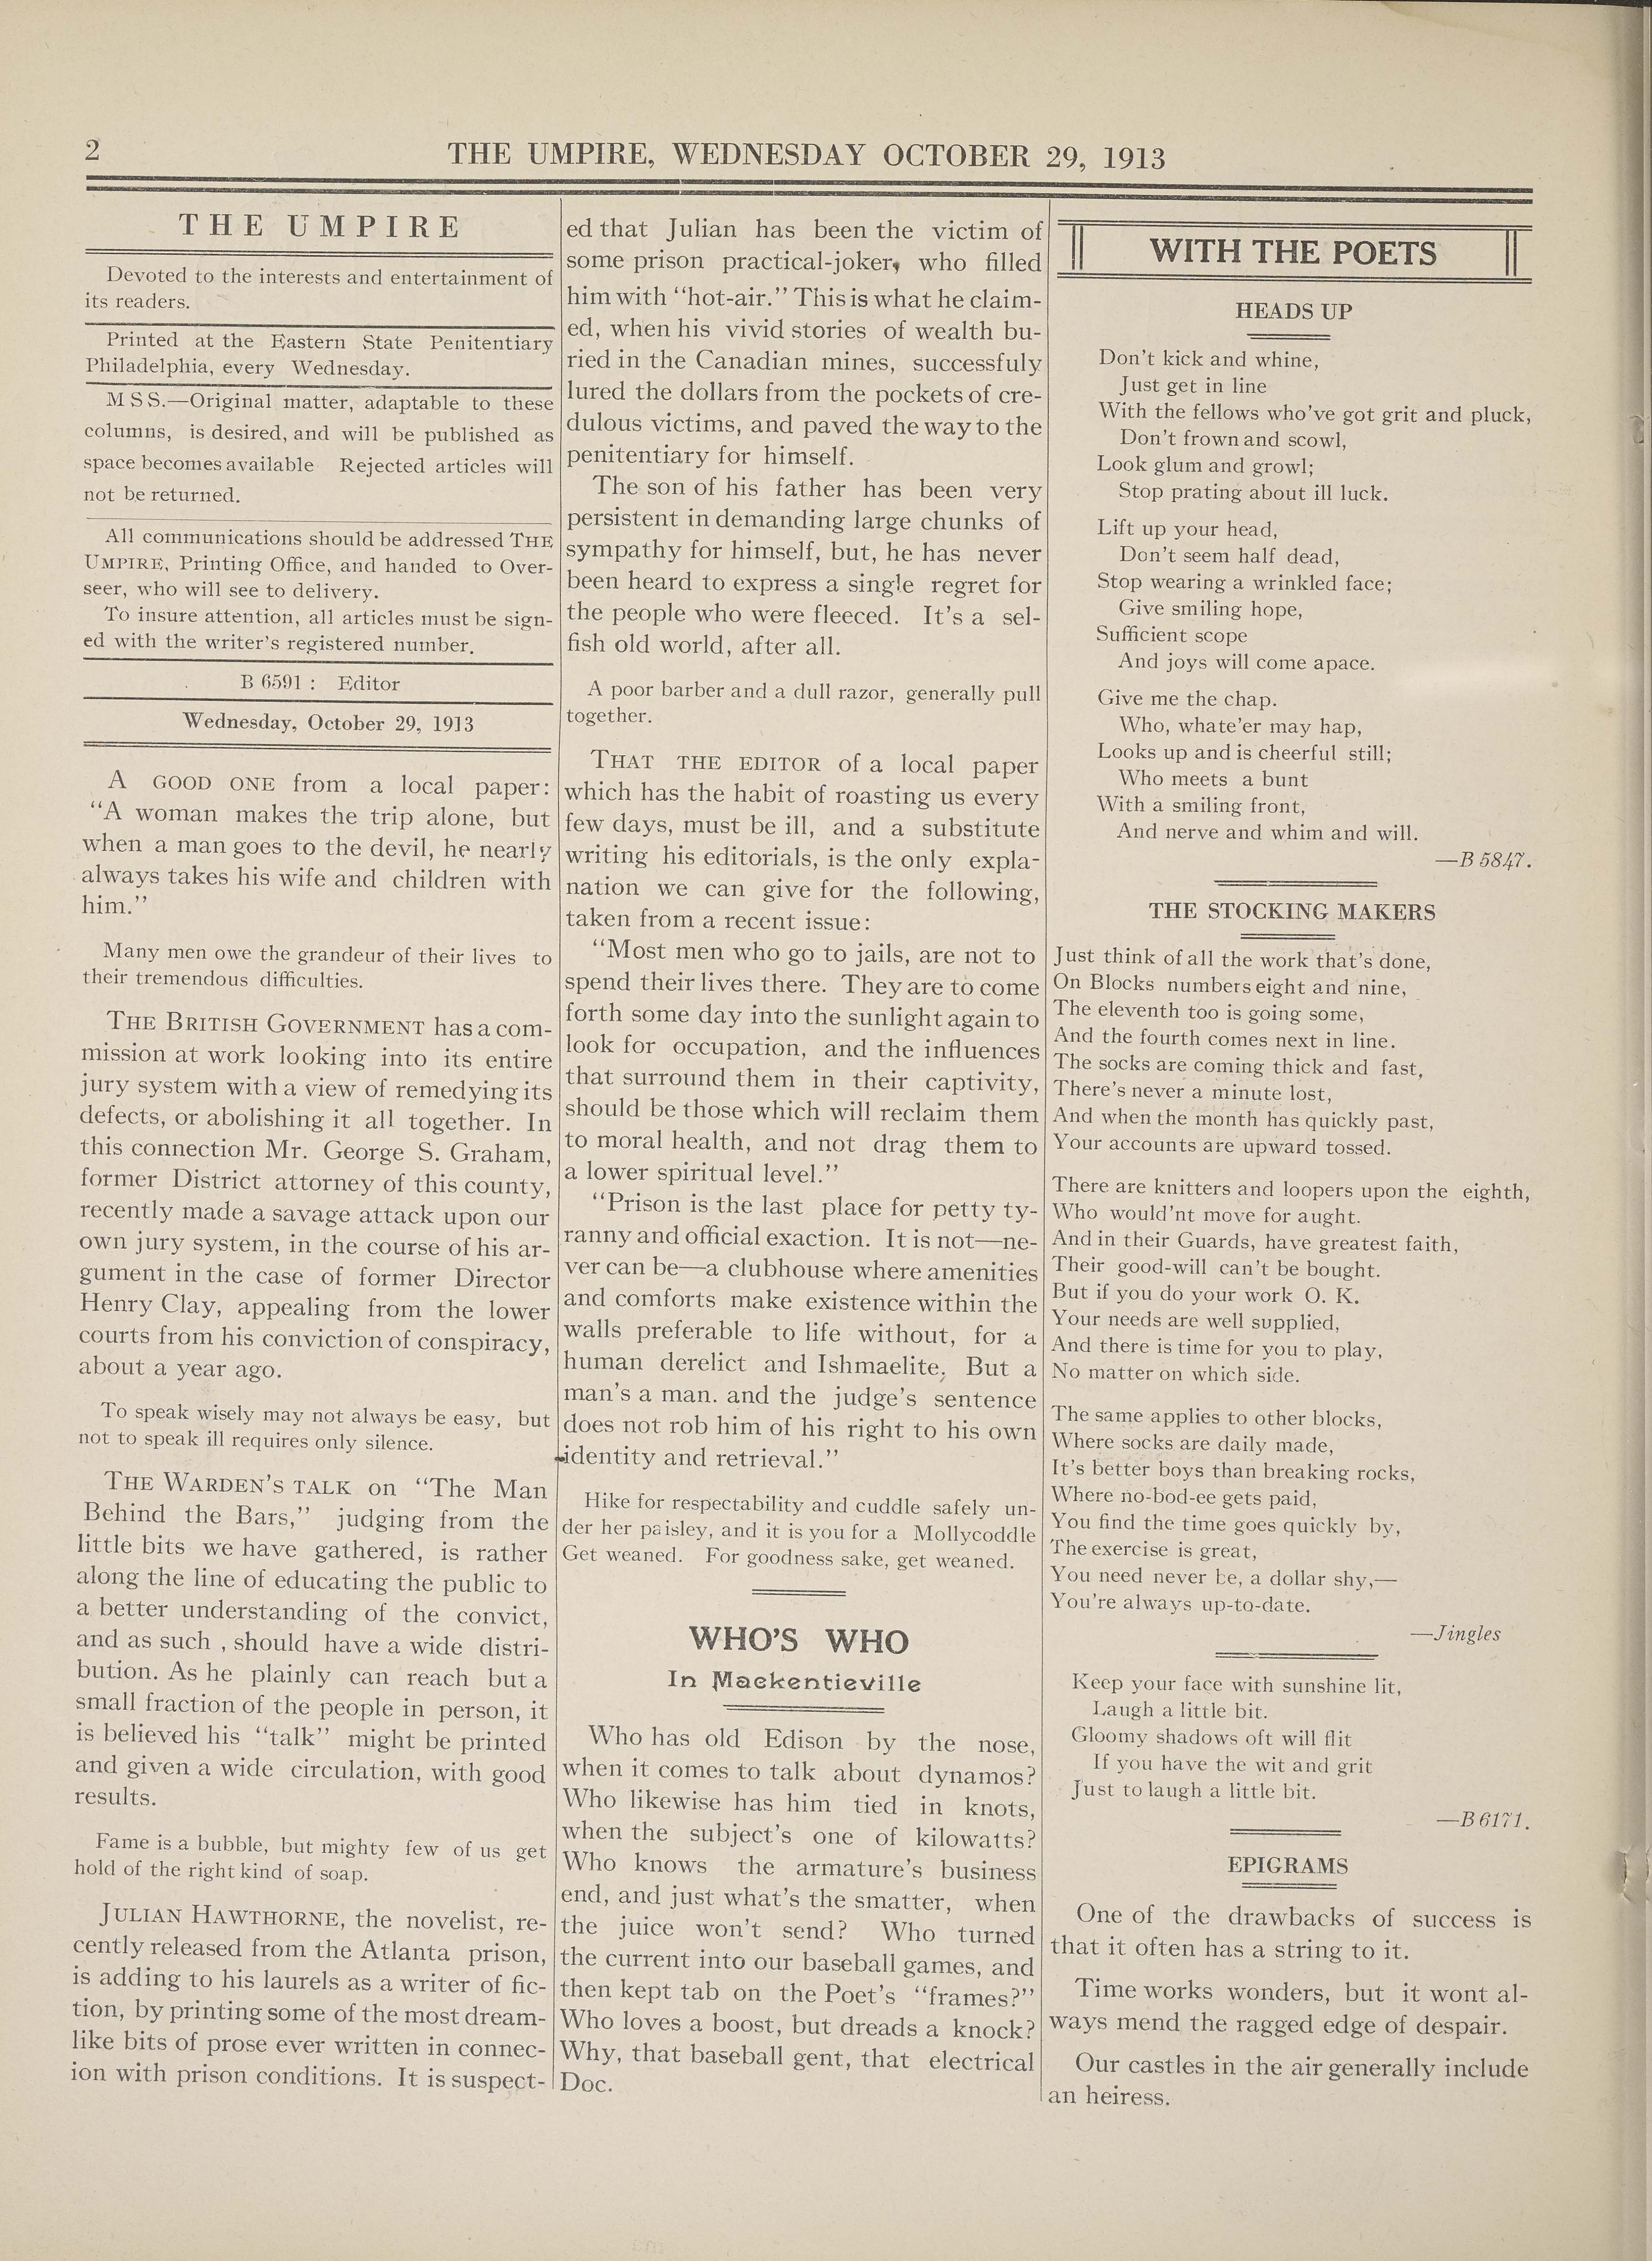 2
THE UMPIRE, WEDNESDAY OCTOBER 29, 1913
THE UMPIRE
Devoted to the interests and entertainment of
its readers.
Printed at the Eastern State Penitentiary
Philadelphia, every Wednesday.
MSS.—Original matter, adaptable to these
columns, is desired, and will be published as
space becomes available Rejected articles will
not be returned.
All communications should be addressed THE
UMPIRE, Printing Office, and handed to Over-
seer, who will see to delivery.
To insure attention, all articles must be sign-
ed with the writer's registered number.
B 6591 : Editor
Wednesday, October 29, 1913
A GOOD ONE from a local paper:
"A woman makes the trip alone, but
when a man goes to the devil, he nearly
always takes his wife and children with
him."
Many men owe the grandeur of their lives to
their tremendous difficulties.
THE BRITISH GOVERNMENT has a com-
mission at work looking into its entire
jury system with a view of remedying its
defects, or abolishing it all together. In
this connection Mr. George S. Graham,
former District attorney of this county,
recently made a savage attack upon our
own jury system, in the course of his ar-
gument in the case of former Director
Henry Clay, appealing from the lower
courts from his conviction of conspiracy,
about a year ago.
To speak wisely may not always be easy, but
not to speak ill requires only silence.
THE WARDEN'S TALK on "The Man
Behind the Bars," judging from the
little bits we have gathered, is rather
along the line of educating the public to
a better understanding of the convict,
and as such , should have a wide distri-
bution. As he plainly can reach but a
small fraction of the people in person, it
is believed his "talk" might be printed
and given a wide circulation, with good
results.
Fame is a bubble, but mighty few of us get
hold of the right kind of soap.
JULIAN HAWTHORNE, the novelist, re-
cently released from the Atlanta prison,
is adding to his laurels as a writer of fic-
tion, by printing some of the most dream-
like bits of prose ever written in connec-
ion with prison conditions. It is suspect-
ed that Julian has been the victim of
some prison practical-joker, who filled
him with "hot-air." This is what he claim-
ed, when his vivid stories of wealth bu-
ried in the Canadian mines, successfuly
lured the dollars from the pockets of cre-
dulous victims, and paved the way to the
penitentiary for himself.
The son of his father has been very
persistent in demanding large chunks of
sympathy for himself, but, he has never
been heard to express a single regret for
the people who were fleeced. It's a sel-
fish old world, after all.
A poor barber and a dull razor, generally pull
together.
THAT THE EDITOR of a local paper
which has the habit of roasting us every
few days, must be ill, and a substitute
writing his editorials, is the only expla-
nation we can give for the following,
taken from a recent issue:
"Most men who go to jails, are not to
spend their lives there. They are to come
forth some day into the sunlight again to
look for occupation, and the influences
that surround them in their captivity,
should be those which will reclaim them
to moral health, and not drag them to
a lower spiritual level."
"Prison is the last place for petty ty-
ranny and official exaction. It is not—ne-
ver can be—a clubhouse where amenities
and comforts make existence within the
walls preferable to life without, for a
human derelict and Ishmaelite. But a
man's a man. and the judge's sentence
does not rob him of his right to his own
identity and retrieval."
Hike for respectability and cuddle safely un-
der her paisley, and it is you for a Mollycoddle
Get weaned. For goodness sake, get weaned.
WHO'S WHO
In Mackentieville
Who has old Edison by the nose,
when it comes to talk about dynamos?
Who likewise has him tied in knots,
when the subject's one of kilowatts?
Who knows the armature's business
end, and just what's the smatter, when
the juice won't send? Who turned
the current into our baseball games, and
then kept tab on the Poet's "frames?"
Who loves a boost, but dreads a knock?
Why, that baseball gent, that electrical
Doc.
WITH THE POETS
HEADS UP
Don't kick and whine,
Just get in line
With the fellows who've got grit and pluck,
Don't frown and scowl,
Look glum and growl;
Stop prating about ill luck.
Lift up your head,
Don't seem half dead,
Stop wearing a wrinkled face;
Give smiling hope,
Sufficient scope
And joys will come apace.
Give me the chap.
Who, whate'er may hap,
Looks up and is cheerful still;
Who meets a bunt
With a smiling front,
And nerve and whim and will.
—B 5847.
THE STOCKING MAKERS
Just think of all the work that's done,
On Blocks numbers eight and nine,
The eleventh too is going some,
And the fourth comes next in line.
The socks are coming thick and fast,
There's never a minute lost,
And when the month has quickly past,
Your accounts are upward tossed.
There are knitters and loopers upon the eighth,
Who would'nt move for aught.
And in their Guards, have greatest faith,
Their good-will can't be bought.
But if you do your work O. K.
Your needs are well supplied,
And there is time for you to play,
No matter on which side.
The same applies to other blocks,
Where socks are daily made,
It's better boys than breaking rocks,
Where no-bod-ee gets paid,
You find the time goes quickly by,
The exercise is great,
You need never be, a dollar shy,—
You're always up-to-date.
—Jingles
Keep your face with sunshine lit,
Laugh a little bit.
Gloomy shadows oft will flit
If you have the wit and grit
Just to laugh a little bit.
—B 6171.
EPIGRAMS
One of the drawbacks of success is
that it often has a string to it.
Time works wonders, but it wont al-
ways mend the ragged edge of despair.
Our castles in the air generally include
an heiress.